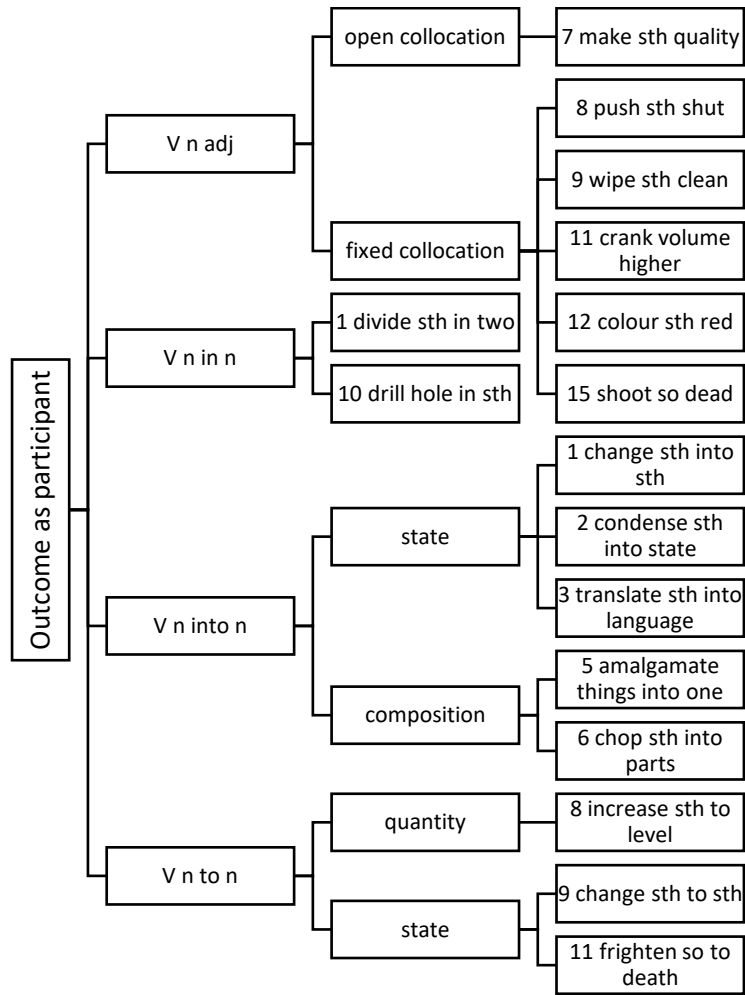 Outcome as participant
V n adj
open collocation
7 make sth quality
fixed collocation
8 push sth shut
9 wipe sth clean
11 crank volume
higher
12 colour sth red
15 shoot so dead
V n in n
1 divide sth in two
10 drill hole in sth
V n into n
state
1 change sth into
sth
2 condense sth
into state
3 translate sth into
language
composition
5 amalgamate
things into one
6 chop sth into
parts
V n to n
quantity
8 increase sth to
level
state
9 change sth to sth
11 frighten so to
death